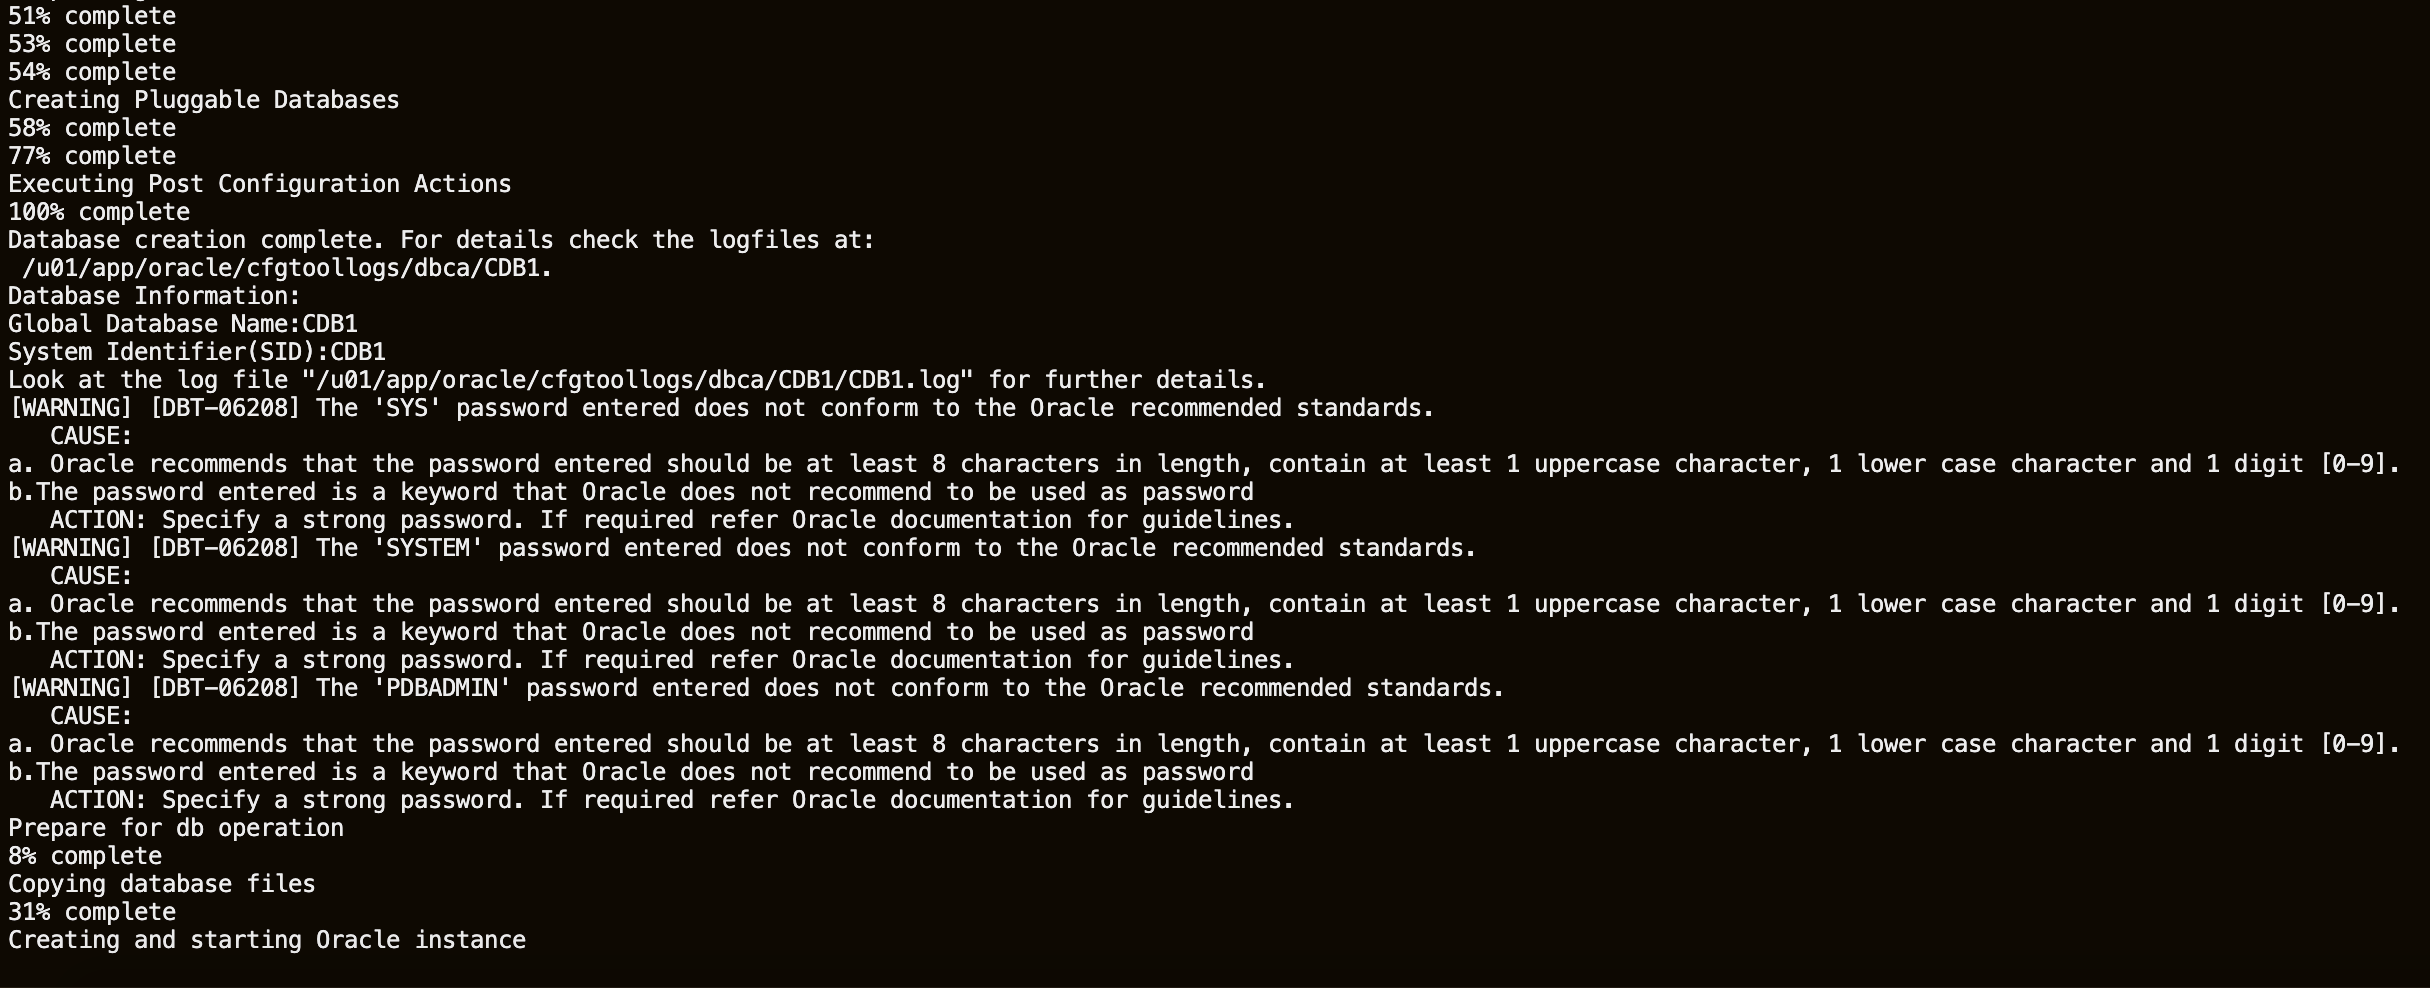 51% complete
53% complete
54% complete
Creating Pluggable Databases
58% complete
77% complete
Executing Post Configuration Actions
100% complete
Database creation complete. For details check the logfiles at:
 /u01/app/oracle/cfgtoollogs/dbca/CDB1.
Database Information:
Global Database Name:CDB1
System Identifier(SID):CDB1
Look at the log file "/u01/app/oracle/cfgtoollogs/dbca/CDB1/CDB1.log" for further details.
[WARNING] [DBT-06208] The 'SYS' password entered does not conform to the Oracle recommended standards.
   CAUSE:
a. Oracle recommends that the password entered should be at least 8 characters in length, contain at least 1 uppercase character, 1 lower case character and 1 digit [0-9].
b.The password entered is a keyword that Oracle does not recommend to be used as password
   ACTION: Specify a strong password. If required refer Oracle documentation for guidelines.
[WARNING] [DBT-06208] The 'SYSTEM' password entered does not conform to the Oracle recommended standards.
   CAUSE:
a. Oracle recommends that the password entered should be at least 8 characters in length, contain at least 1 uppercase character, 1 lower case character and 1 digit [0-9].
b.The password entered is a keyword that Oracle does not recommend to be used as password
   ACTION: Specify a strong password. If required refer Oracle documentation for guidelines.
[WARNING] [DBT-06208] The 'PDBADMIN' password entered does not conform to the Oracle recommended standards.
   CAUSE:
a. Oracle recommends that the password entered should be at least 8 characters in length, contain at least 1 uppercase character, 1 lower case character and 1 digit [0-9].
b.The password entered is a keyword that Oracle does not recommend to be used as password
   ACTION: Specify a strong password. If required refer Oracle documentation for guidelines.
Prepare for db operation
8% complete
Copying database files
31% complete
Creating and starting Oracle instance